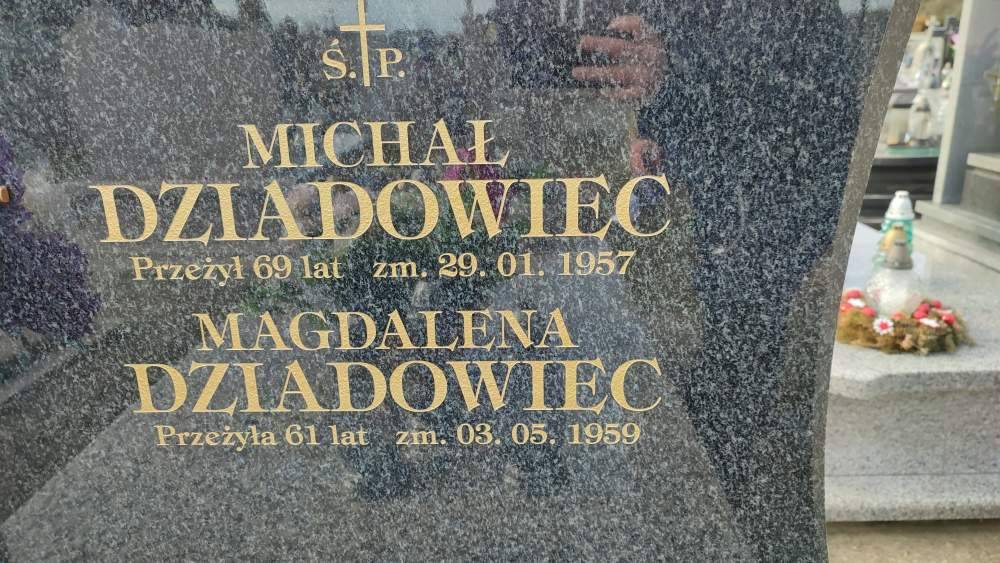 Ś. P.
MICHAŁ
DZIADOWIEC
Przeżył 69 lat zm. 29. 01. 1957
MAGDALENA
DZIADOWIEC
Przeżyła 61 lat zm. 03. 05. 1959